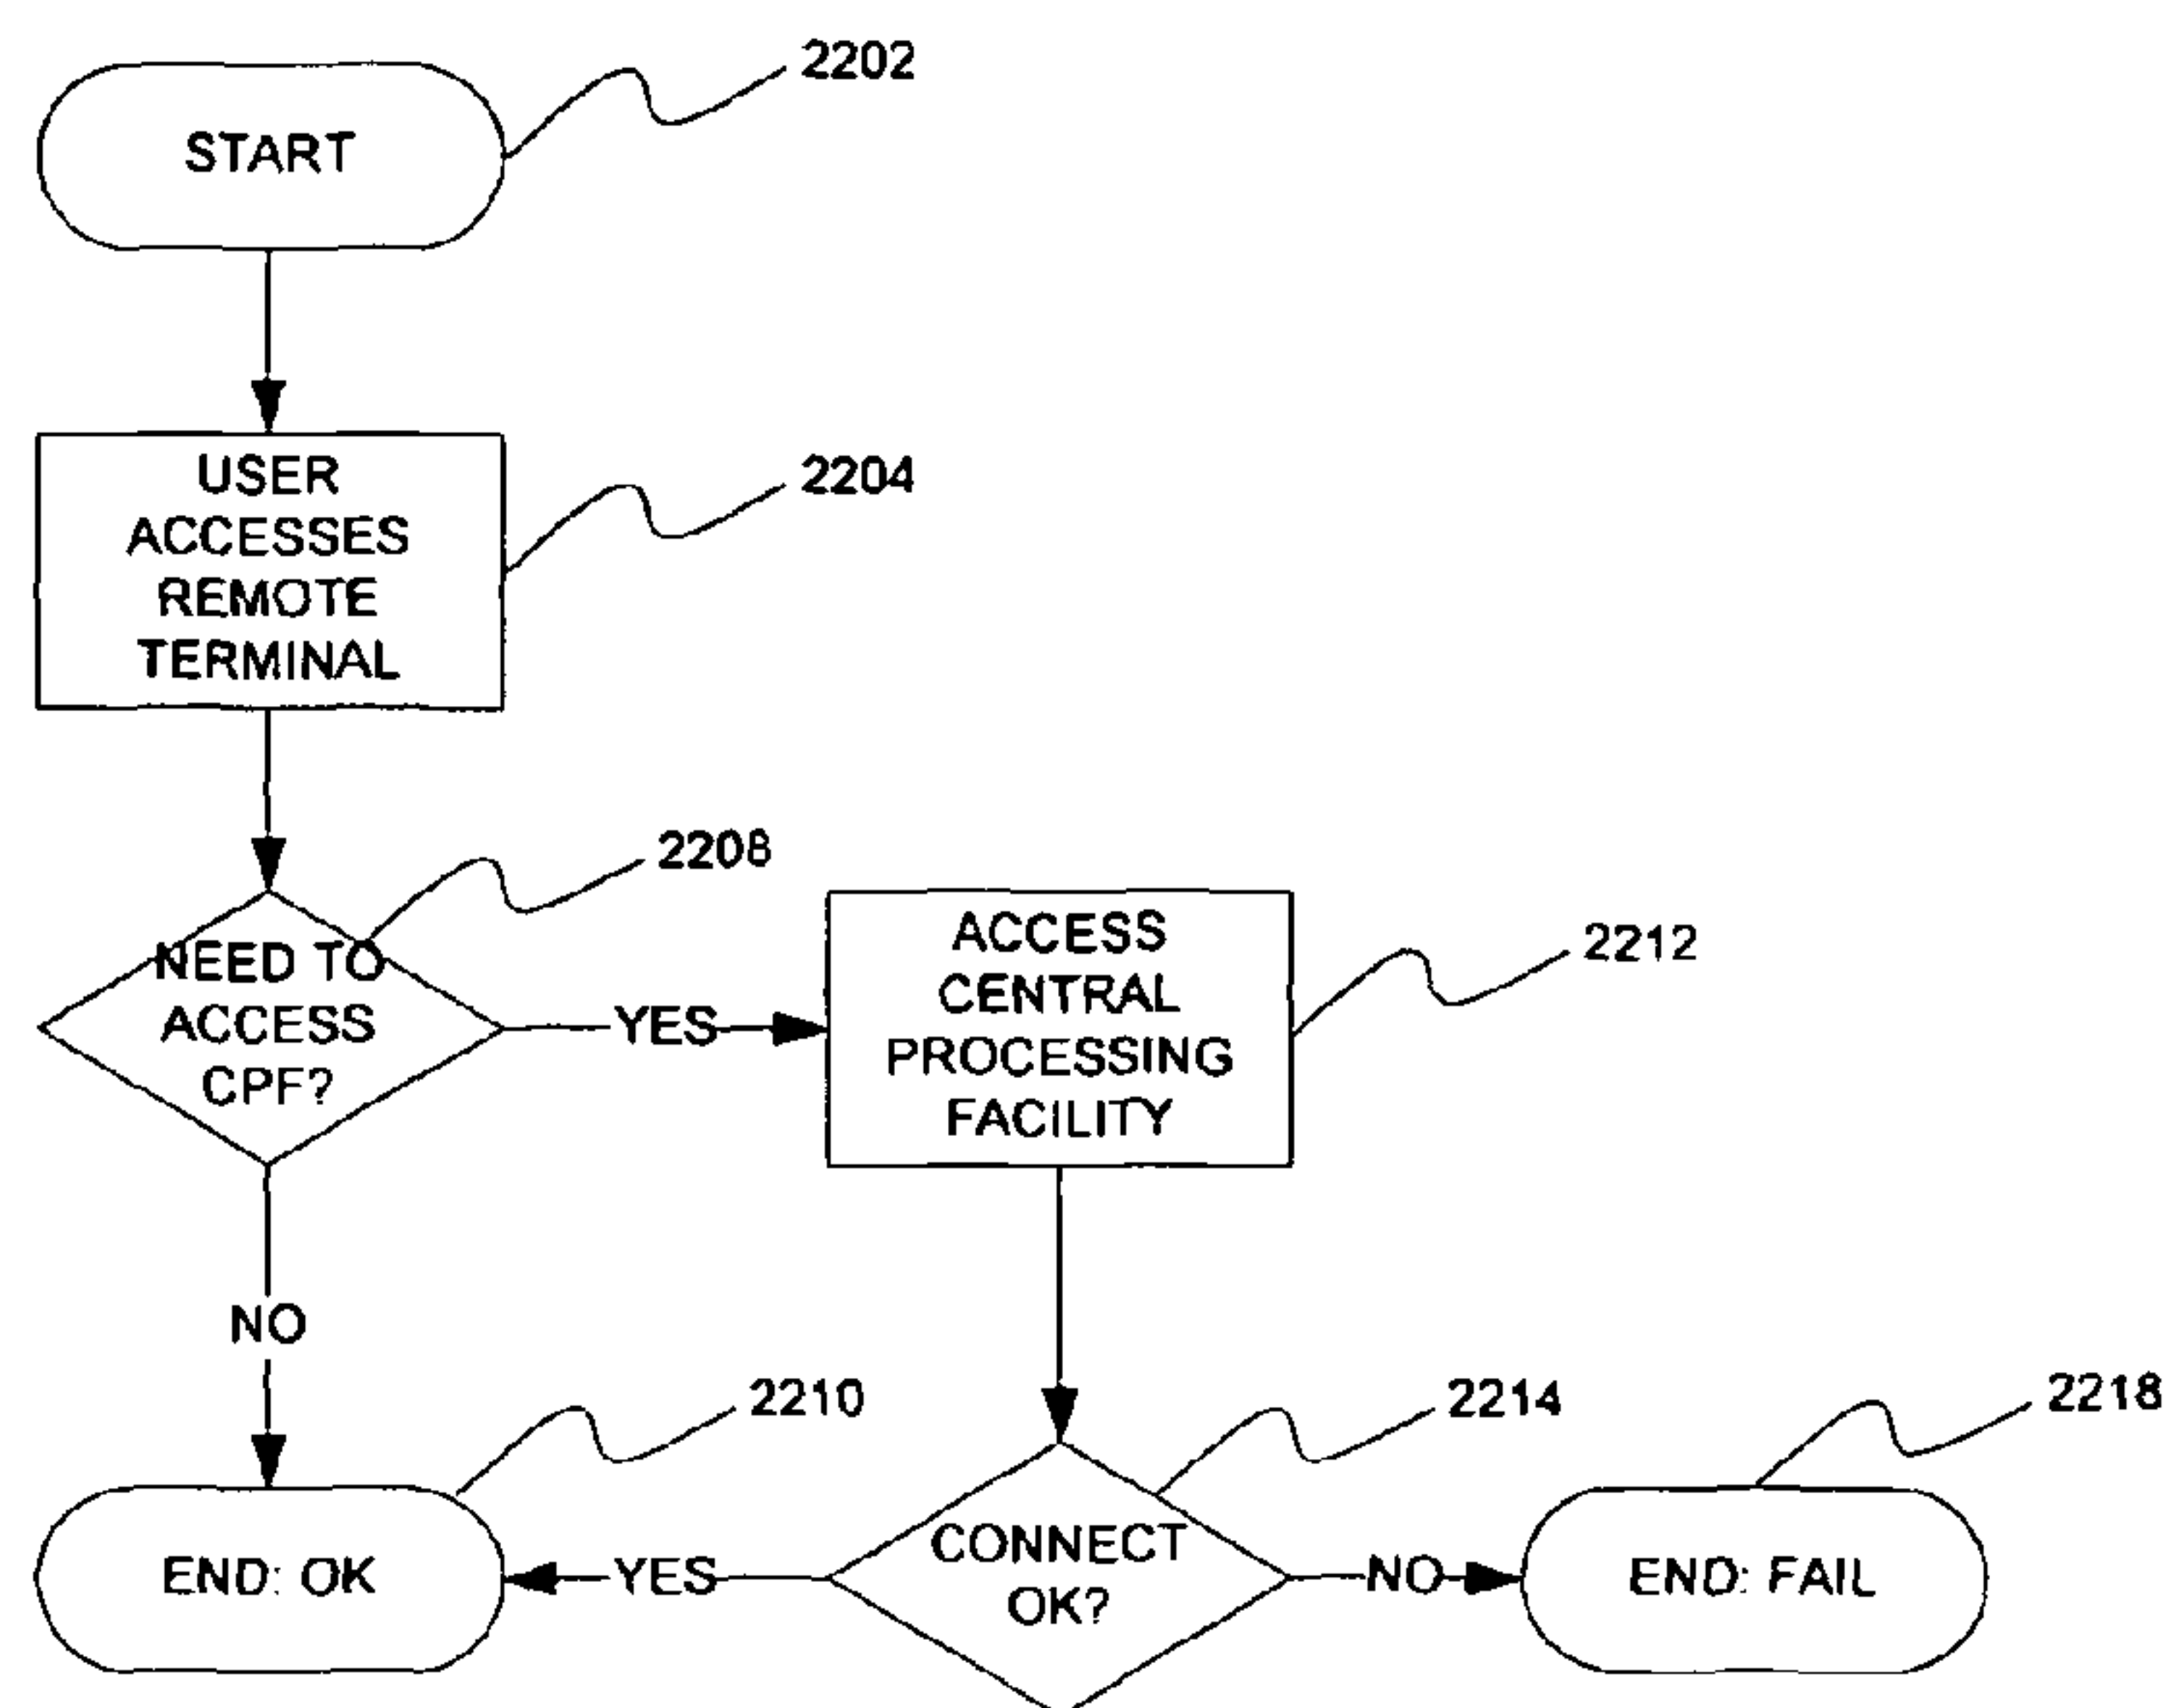 2202
START
USER
ACCESSES
REMOTE
TERMINAL
2204
2208
NEED TO
ACCESS
CPF?
YES
ACCESS
CENTRAL
PROCESSING
FACILITY
2212
NO
2210
2214
2218
END: OK
YES
CONNECT
OK?
NO
END: FAIL